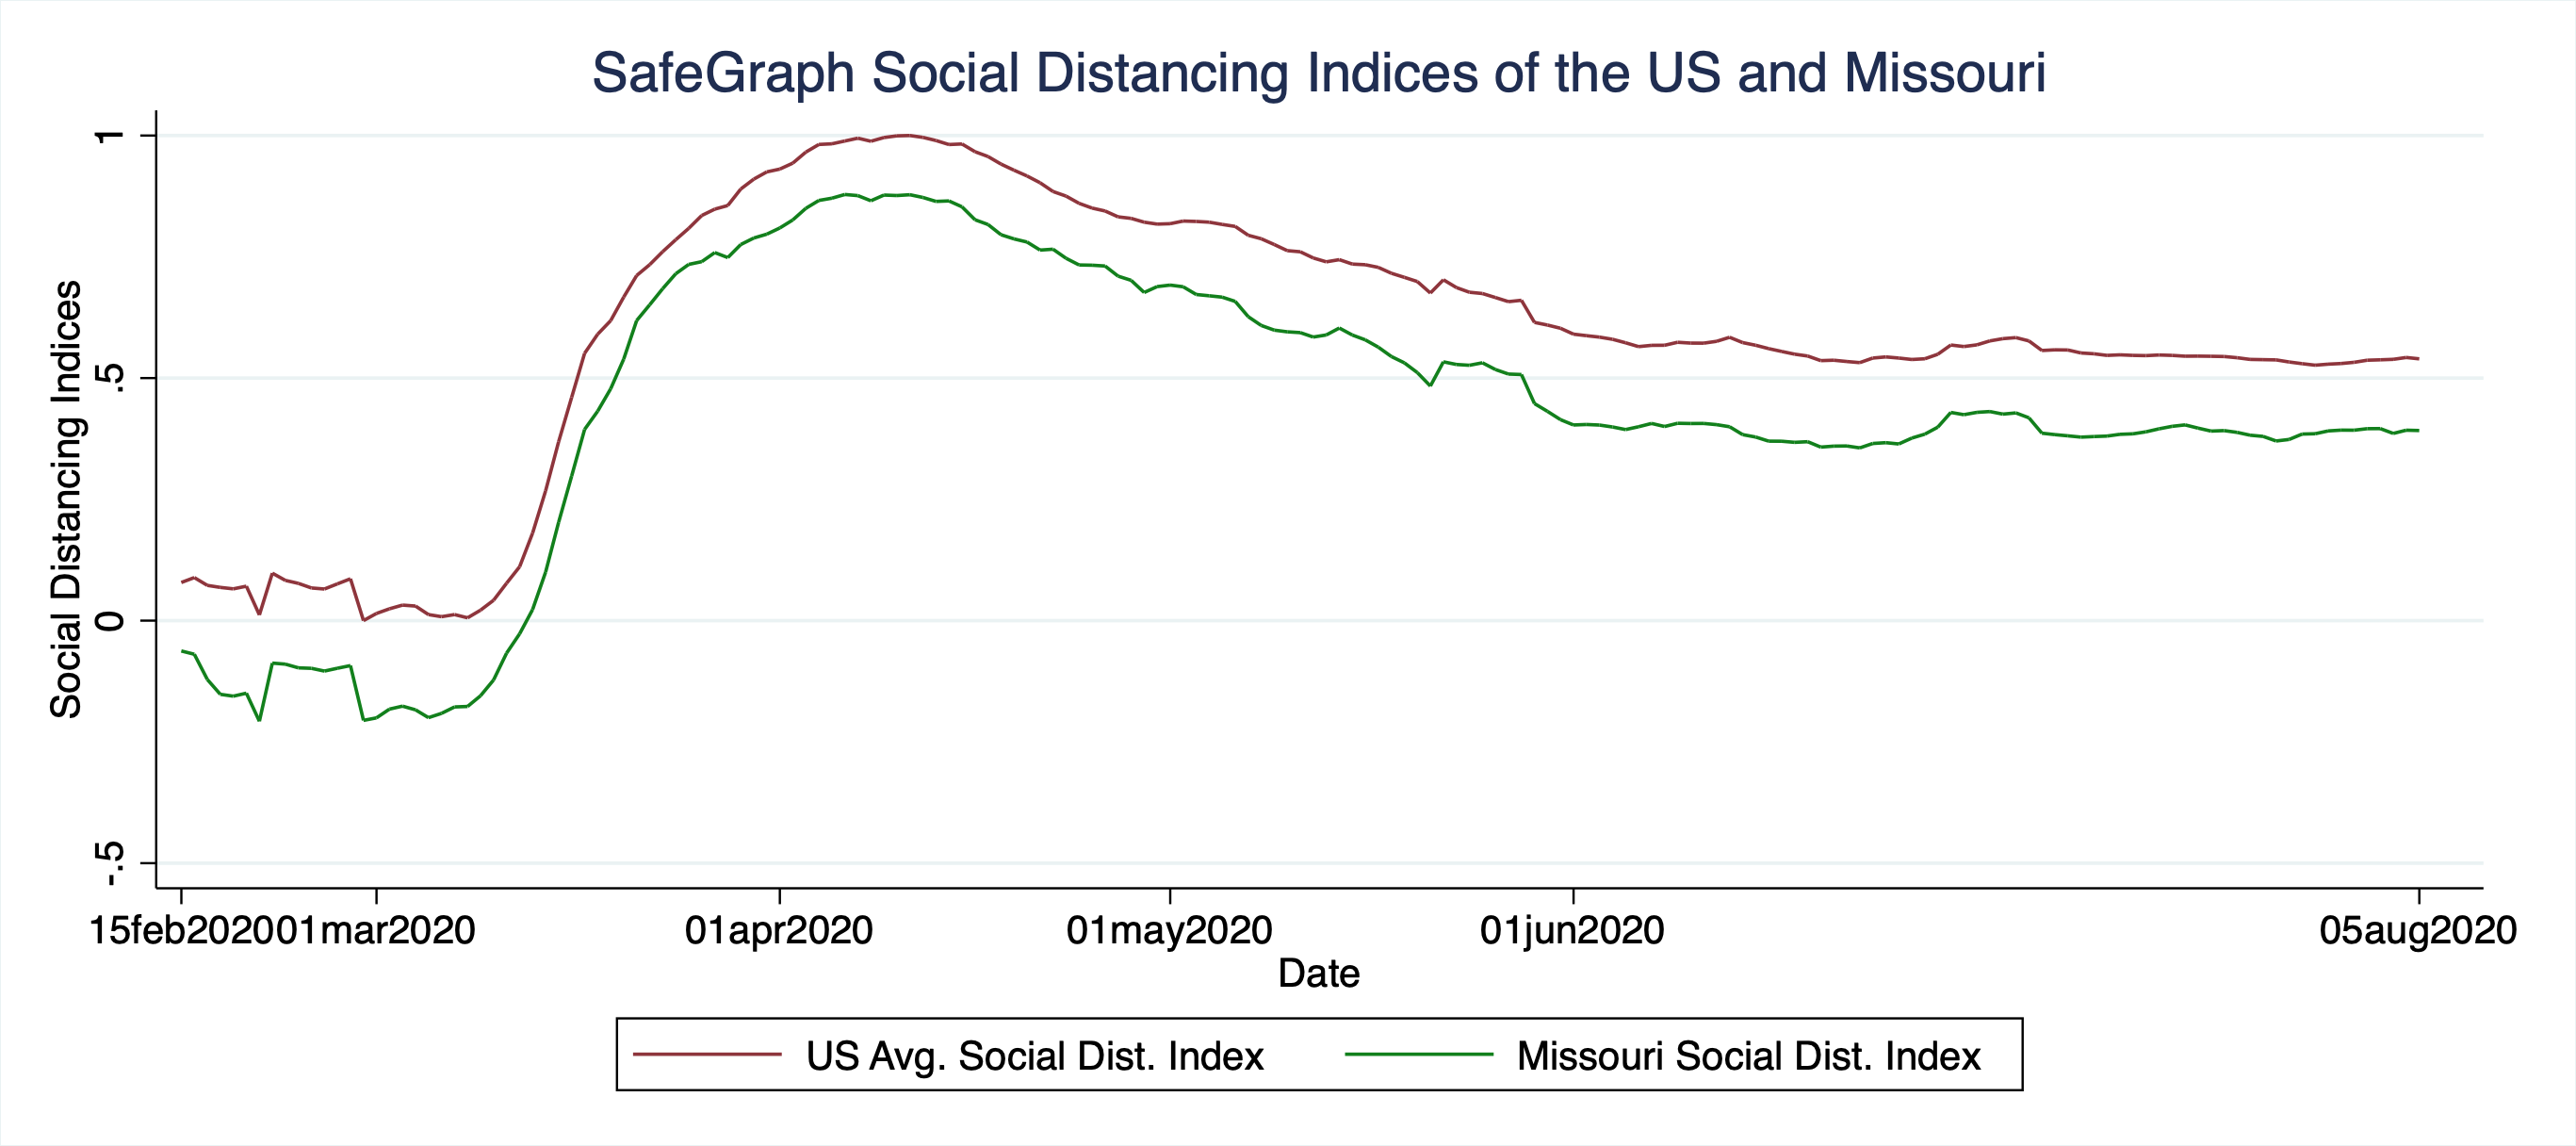 SafeGraph Social Distancing Indices of the US and Missouri
Social Distancing Indices
1
.5
0
-.5
15feb2020 01mar2020 01apr2020 01may2020 01jun2020 05aug2020
Date
US Avg. Social Dist. Index Missouri Social Dist. Index